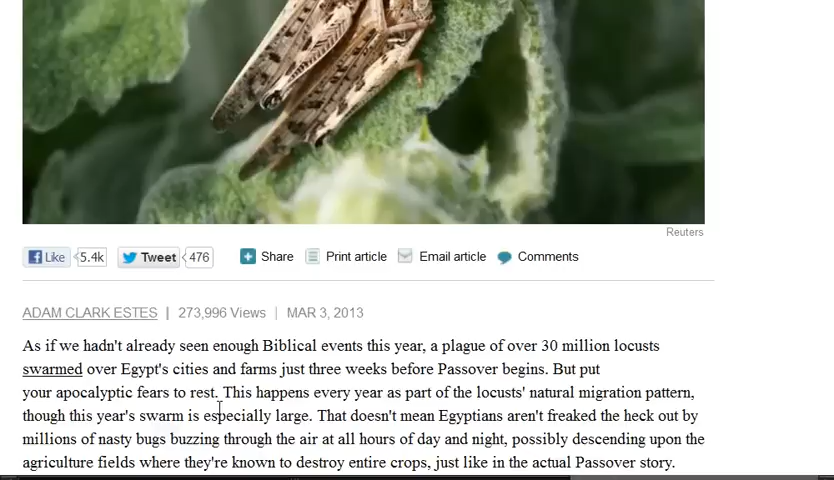 Reuters
Like 5.4k Tweet 476 Share Print article Email article Comments
ADAM CLARK ESTES | 273,996 Views | MAR 3, 2013
As if we hadn't already seen enough Biblical events this year, a plague of over 30 million locusts
swarmed over Egypt's cities and farms just three weeks before Passover begins. But put
your apocalyptic fears to rest. This happens every year as part of the locusts' natural migration pattern,
though this year's swarm is especially large. That doesn't mean Egyptians aren't freaked the heck out by
millions of nasty bugs buzzing through the air at all hours of day and night, possibly descending upon the
agriculture fields where they're known to destroy entire crops, just like in the actual Passover story.